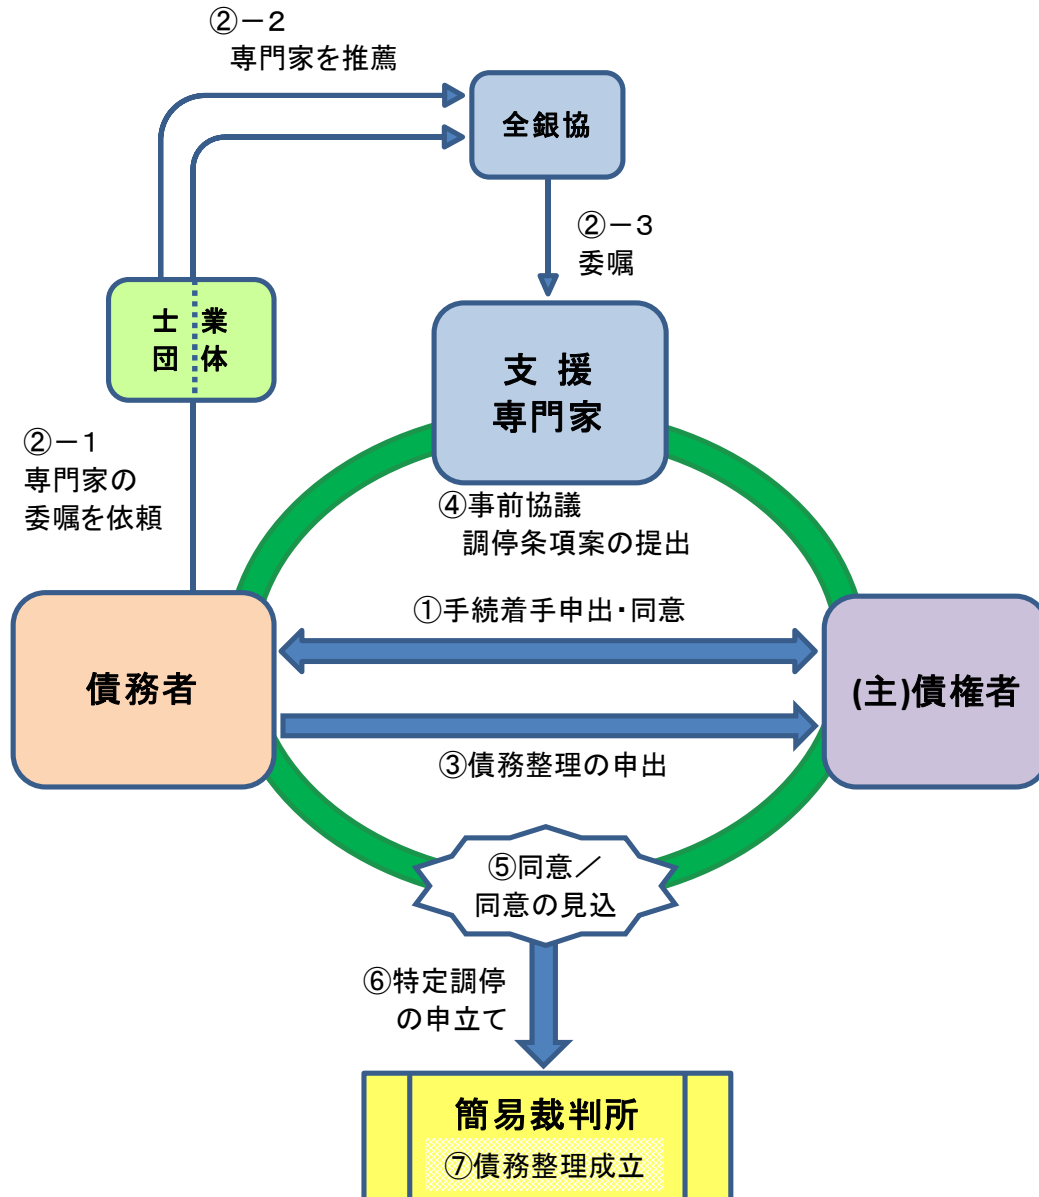 ②－２
専門家を推薦
全銀協
②－３
委嘱
士 業
団 体
支 援
専門家
②－１
専門家の
委嘱を依頼
④事前協議
調停条項案の提出
①手続着手申出・同意
債務者
(主)債権者
③債務整理の申出
⑤同意／
同意の見込
⑥特定調停
の申立て
簡易裁判所
⑦債務整理成立